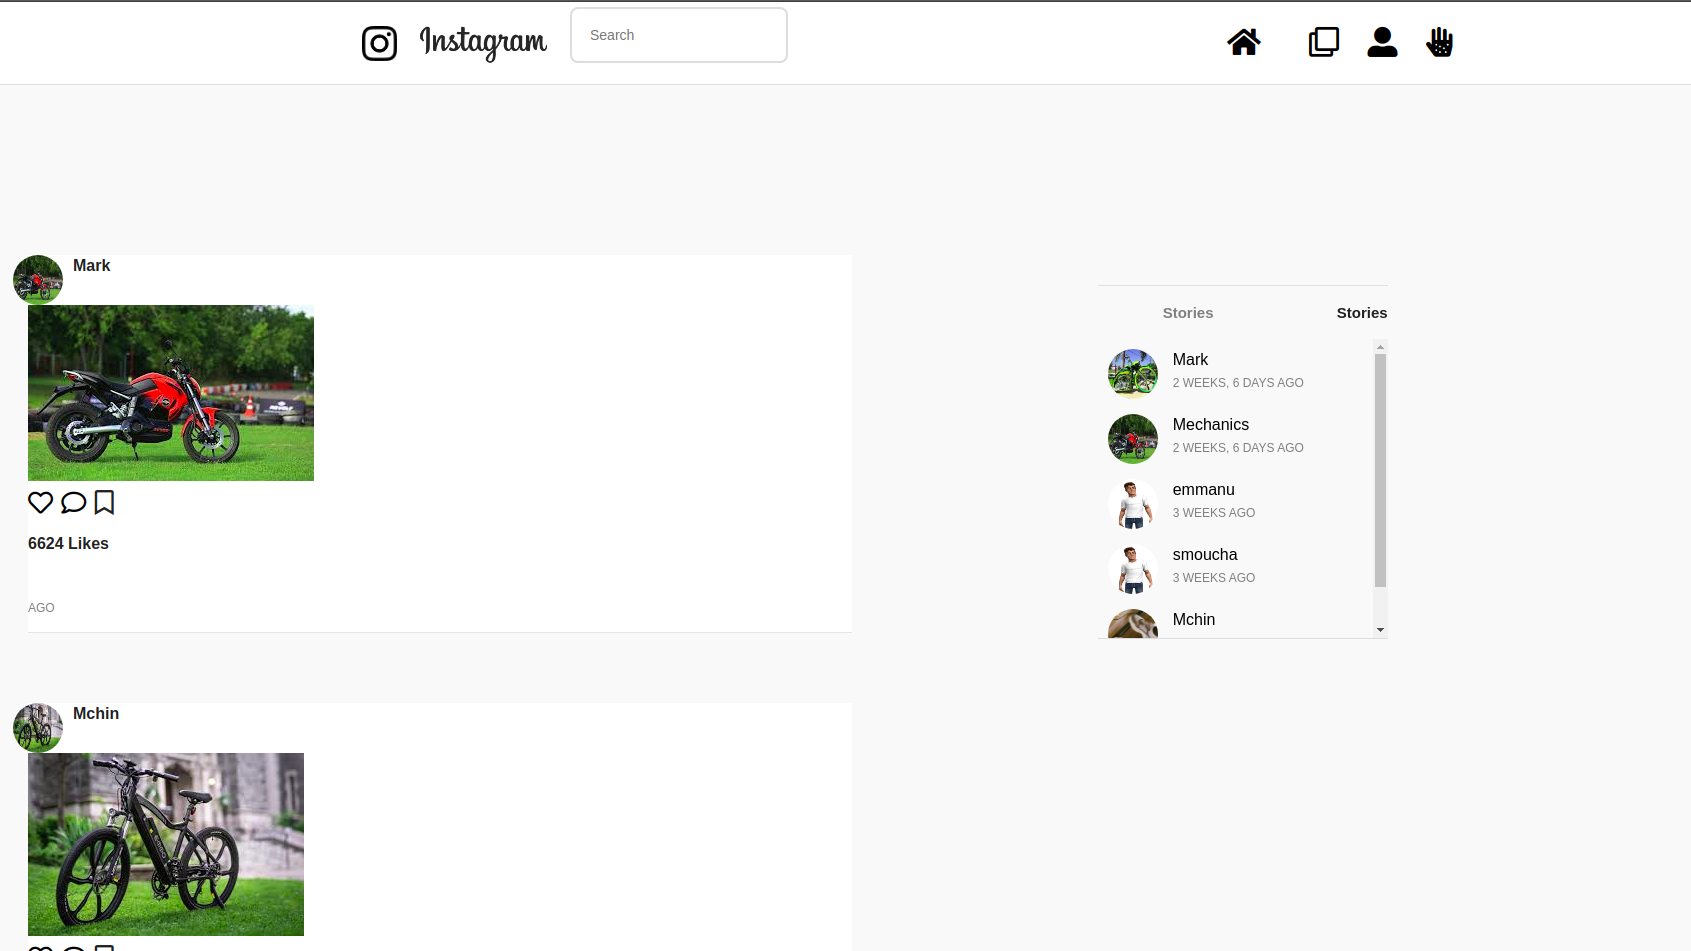 Instagram
Search
Mark
6624 Likes
AGO
Mchin
Stories
Stories
Mark
2 WEEKS, 6 DAYS AGO
Mechanics
2 WEEKS, 6 DAYS AGO
emmanu
3 WEEKS AGO
smoucha
3 WEEKS AGO
Mchin